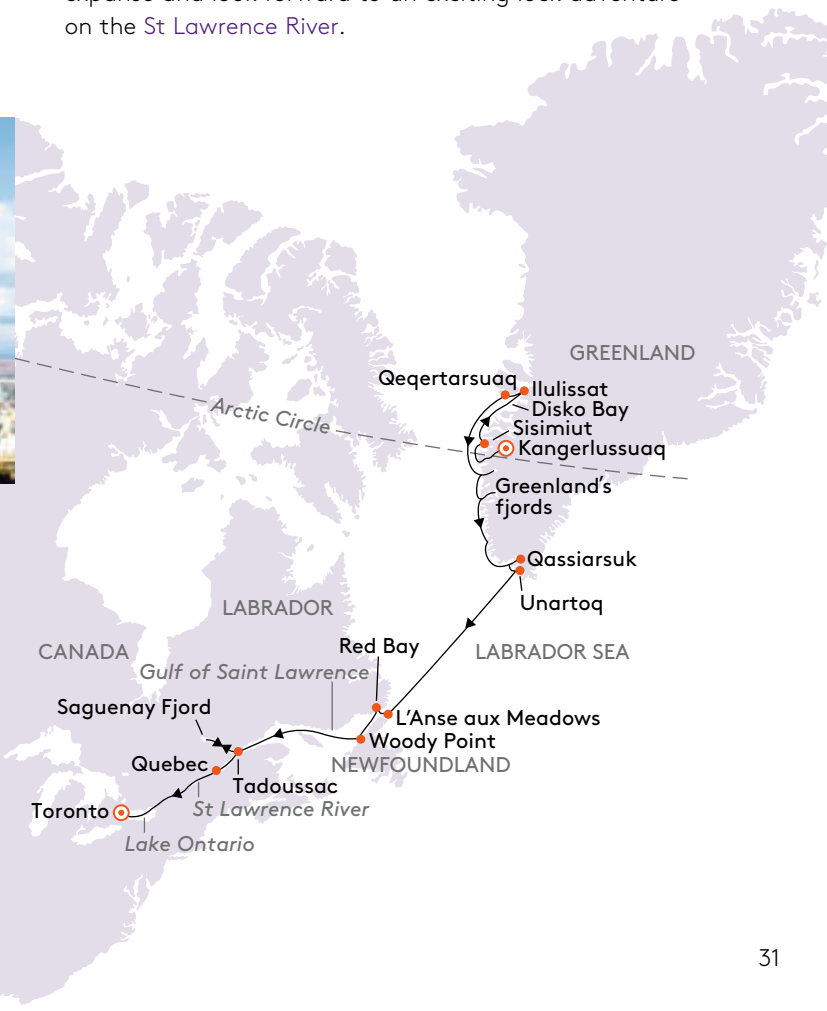 on the St Lawrence River.
GREENLAND
Qeqertarsuaq
Ilulissat
Disko Bay
Arctic Circle
Sisimiut
Kangerlussuaq
Greenland's
fjords
Qassiarsuk
Unartoq
LABRADOR
CANADA
Red Bay
LABRADOR SEA
Gulf of Saint Lawrence
Saguenay Fjord
L'Anse aux Meadows
Woody Point
Quebec
NEWFOUNDLAND
Tadoussac
Toronto
St Lawrence River
Lake Ontario
31